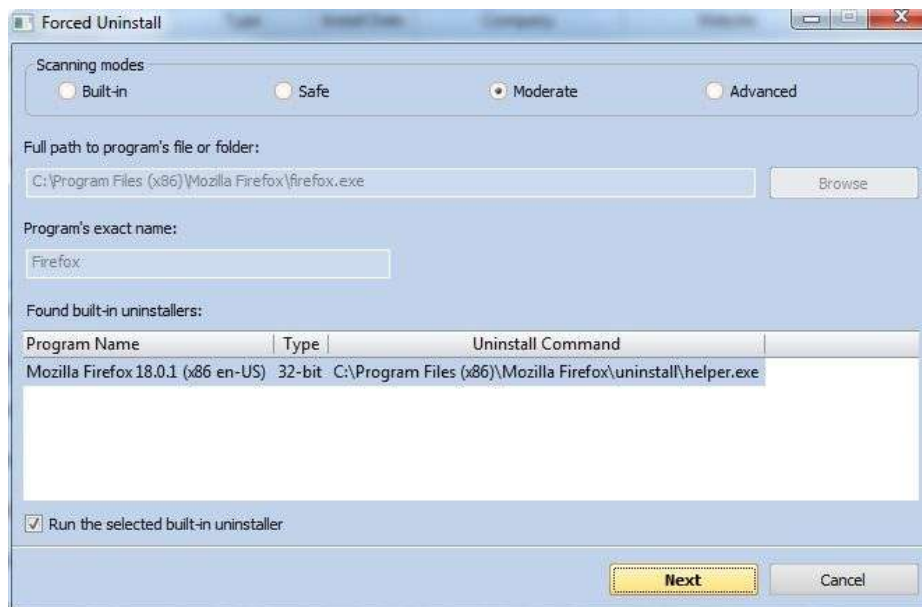 Forced Uninstall
Scanning modes
Built-in Safe Moderate Advanced
Full path to program's file or folder:
C:\Program Files (x86)\Mozilla Firefox\firefox.exe Browse
Program's exact name:
Firefox
Found built-in uninstallers:
Program Name Type Uninstall Command
Mozilla Firefox 18.0.1 (x86 en-US) 32-bit C:\Program Files (x86)\Mozilla Firefox\uninstall\helper.exe
Run the selected built-in uninstaller
Next Cancel